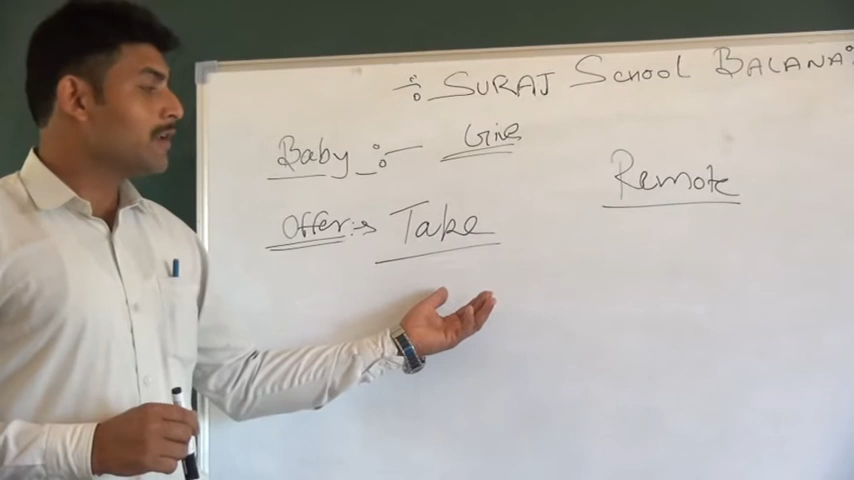 ÷ SURAJ SCHOOL BALANA
Baby :- Give
Offer :→ Take
Remote